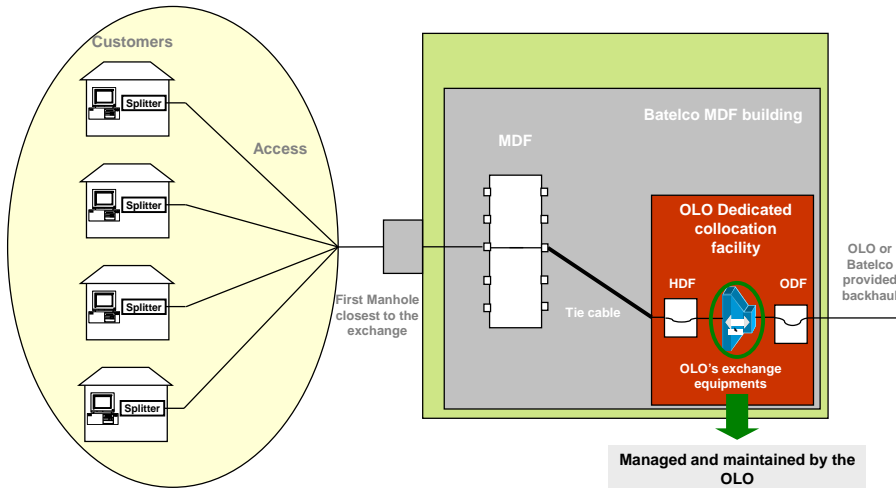 Customers
Splitter
Access
Splitter
Splitter
Splitter
First Manhole
closest to the
exchange
Batelco MDF building
MDF
Tie cable
OLO Dedicated
collocation
facility
HDF
ODF
OLO's exchange
equipments
OLO or
Batelco
provided
backhaul
Managed and maintained by the
OLO